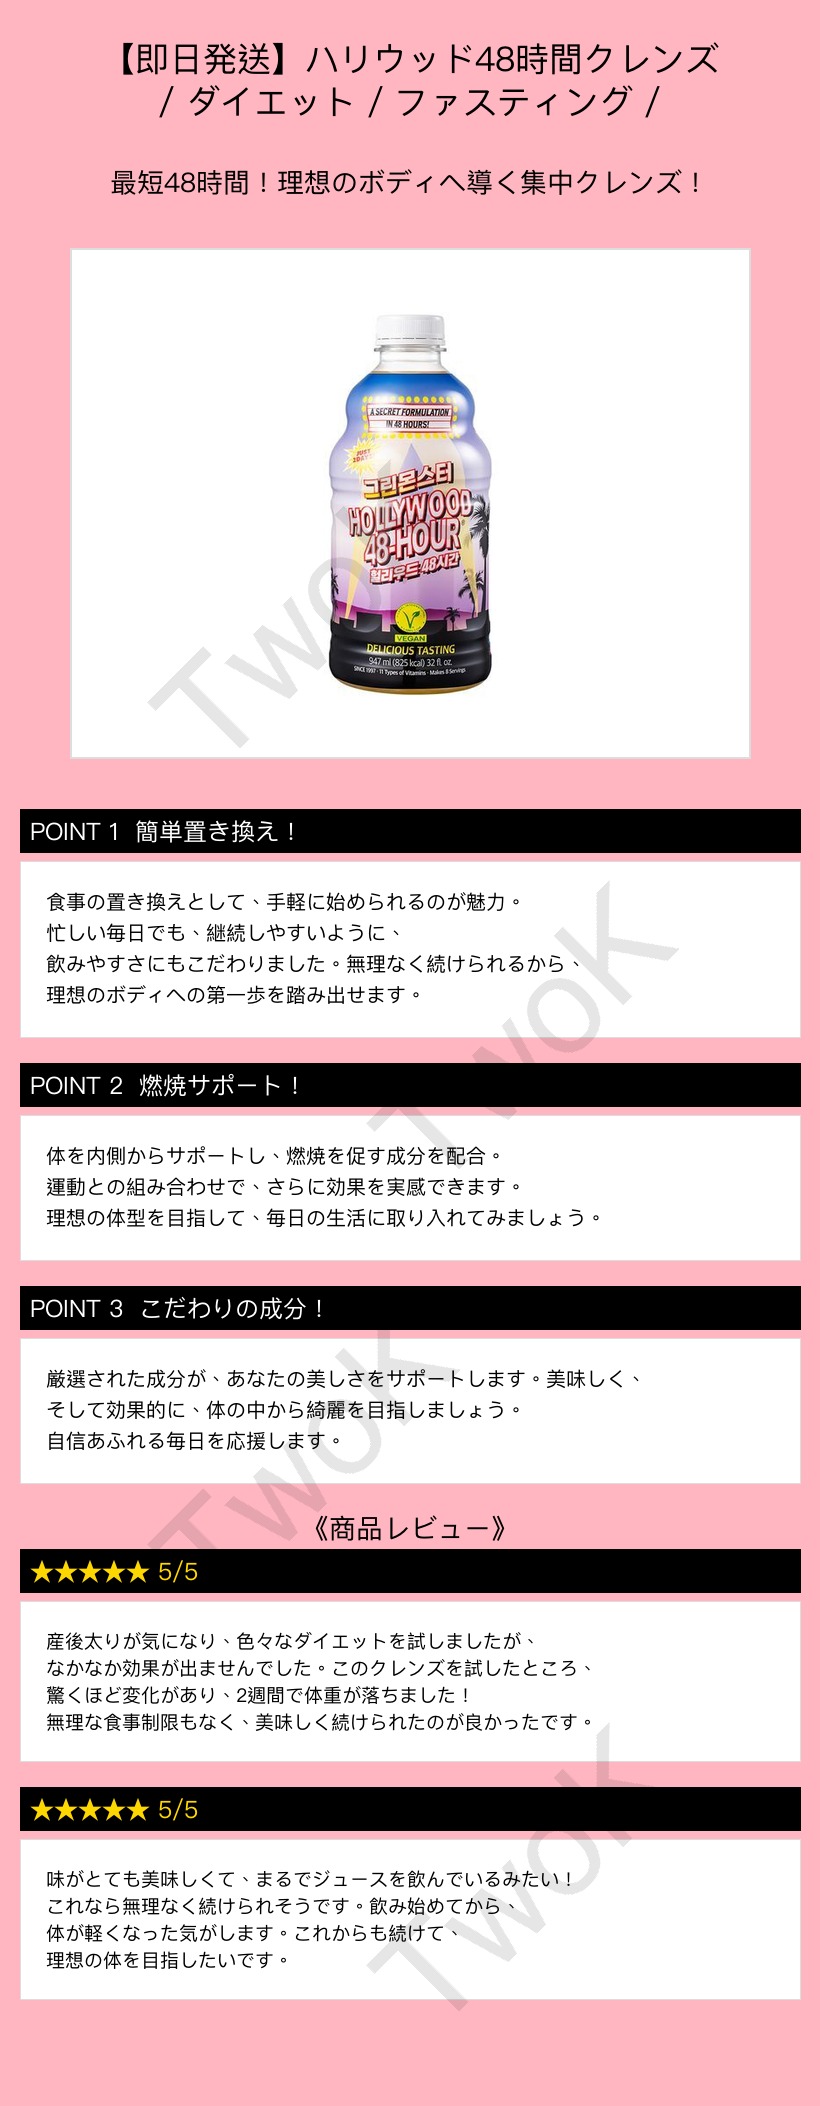 【即日発送】ハリウッド48時間クレンズ
/ ダイエット / ファスティング /
最短48時間！理想のボディへ導く集中クレンズ！
A SECRET FORMULATION
IN 48 HOURS!
JUST
2DAYS
그린몬스터
HOLLYWOOD
48-HOUR
헐리우드 48시간
VEGAN
DELICIOUS TASTING
947 ml (825 kcal) 32 fl. oz.
SINCE 1997 · 11 Types of Vitamins · Makes 8 Servings
POINT 1 簡単置き換え！
食事の置き換えとして、手軽に始められるのが魅力。
忙しい毎日でも、継続しやすいように、
飲みやすさにもこだわりました。無理なく続けられるから、
理想のボディへの第一歩を踏み出せます。
POINT 2 燃焼サポート！
体を内側からサポートし、燃焼を促す成分を配合。
運動との組み合わせで、さらに効果を実感できます。
理想の体型を目指して、毎日の生活に取り入れてみましょう。
POINT 3 こだわりの成分！
厳選された成分が、あなたの美しさをサポートします。美味しく、
そして効果的に、体の中から綺麗を目指しましょう。
自信あふれる毎日を応援します。
《商品レビュー》
★★★★★ 5/5
産後太りが気になり、色々なダイエットを試しましたが、
なかなか効果が出ませんでした。このクレンズを試したところ、
驚くほど変化があり、2週間で体重が落ちました！
無理な食事制限もなく、美味しく続けられたのが良かったです。
★★★★★ 5/5
味がとても美味しくて、まるでジュースを飲んでいるみたい！
これなら無理なく続けられそうです。飲み始めてから、
体が軽くなった気がします。これからも続けて、
理想の体を目指したいです。
TwoK
TwoK
TwoK
TwoK